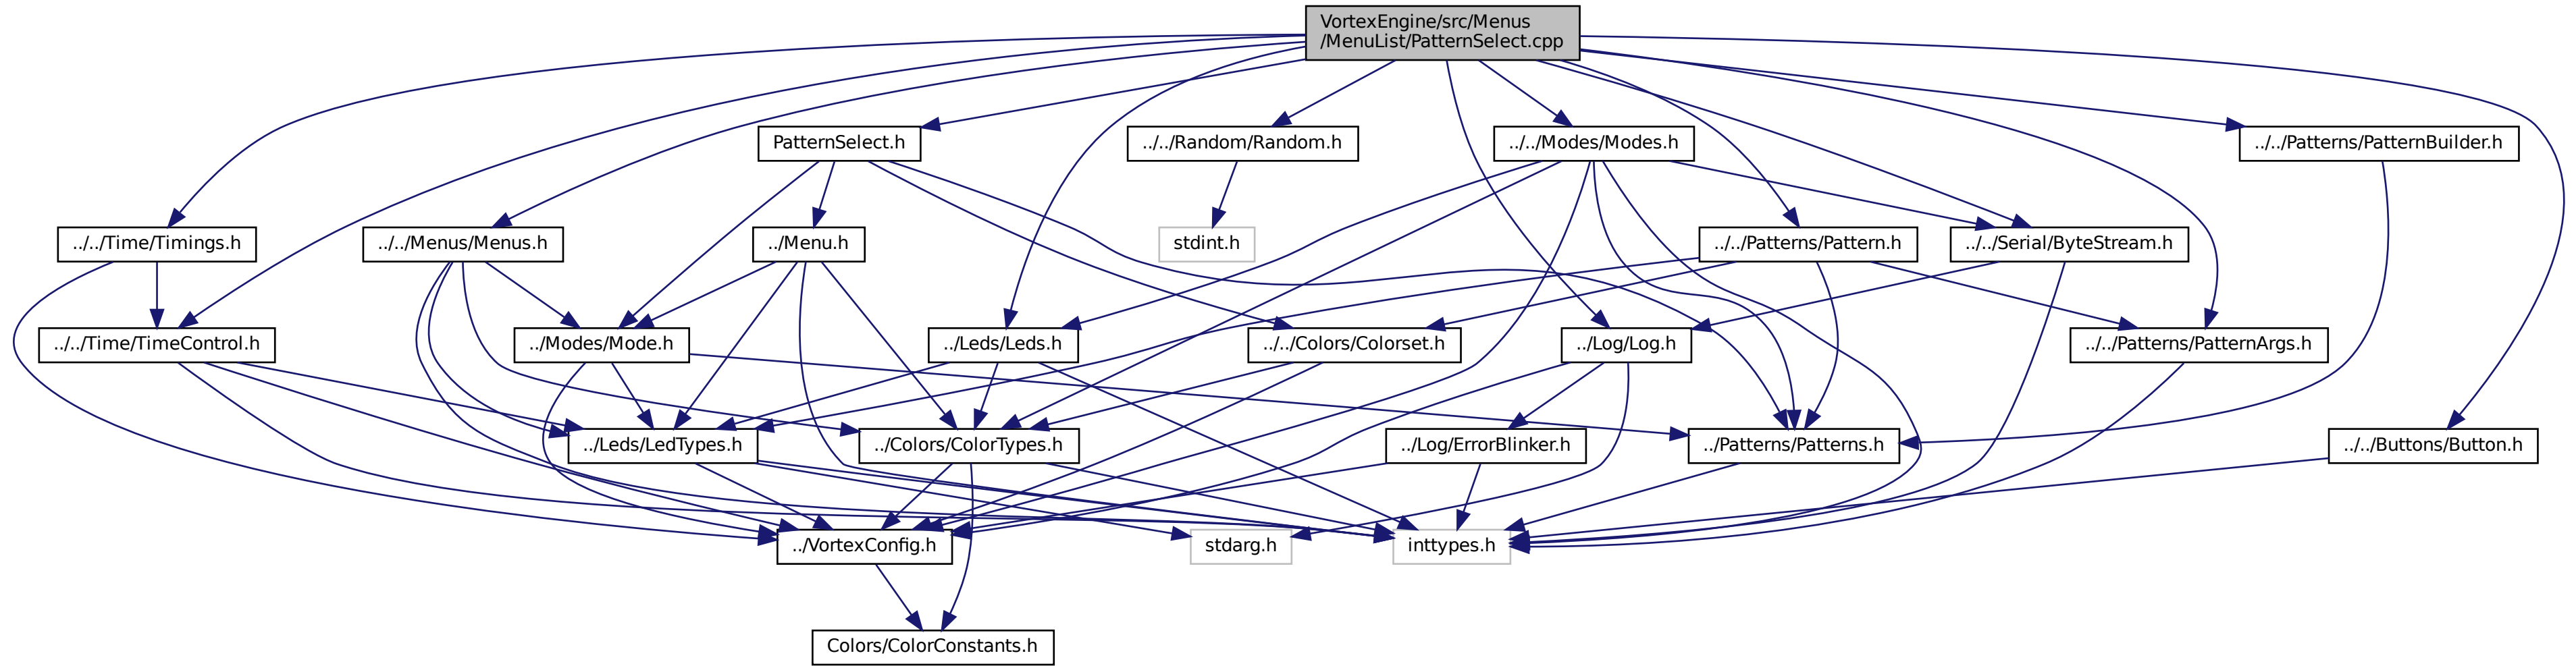 VortexEngine/src/Menus
/MenuList/PatternSelect.cpp
PatternSelect.h
../../Random/Random.h
../../Modes/Modes.h
../../Patterns/PatternBuilder.h
../../Time/Timings.h
../../Menus/Menus.h
../Menu.h
stdint.h
../../Patterns/Pattern.h
../../Serial/ByteStream.h
../../Time/TimeControl.h
../Modes/Mode.h
../Leds/Leds.h
../../Colors/Colorset.h
../Log/Log.h
../../Patterns/PatternArgs.h
../Leds/LedTypes.h
../Colors/ColorTypes.h
../Log/ErrorBlinker.h
../Patterns/Patterns.h
../../Buttons/Button.h
../VortexConfig.h
stdarg.h
inttypes.h
Colors/ColorConstants.h